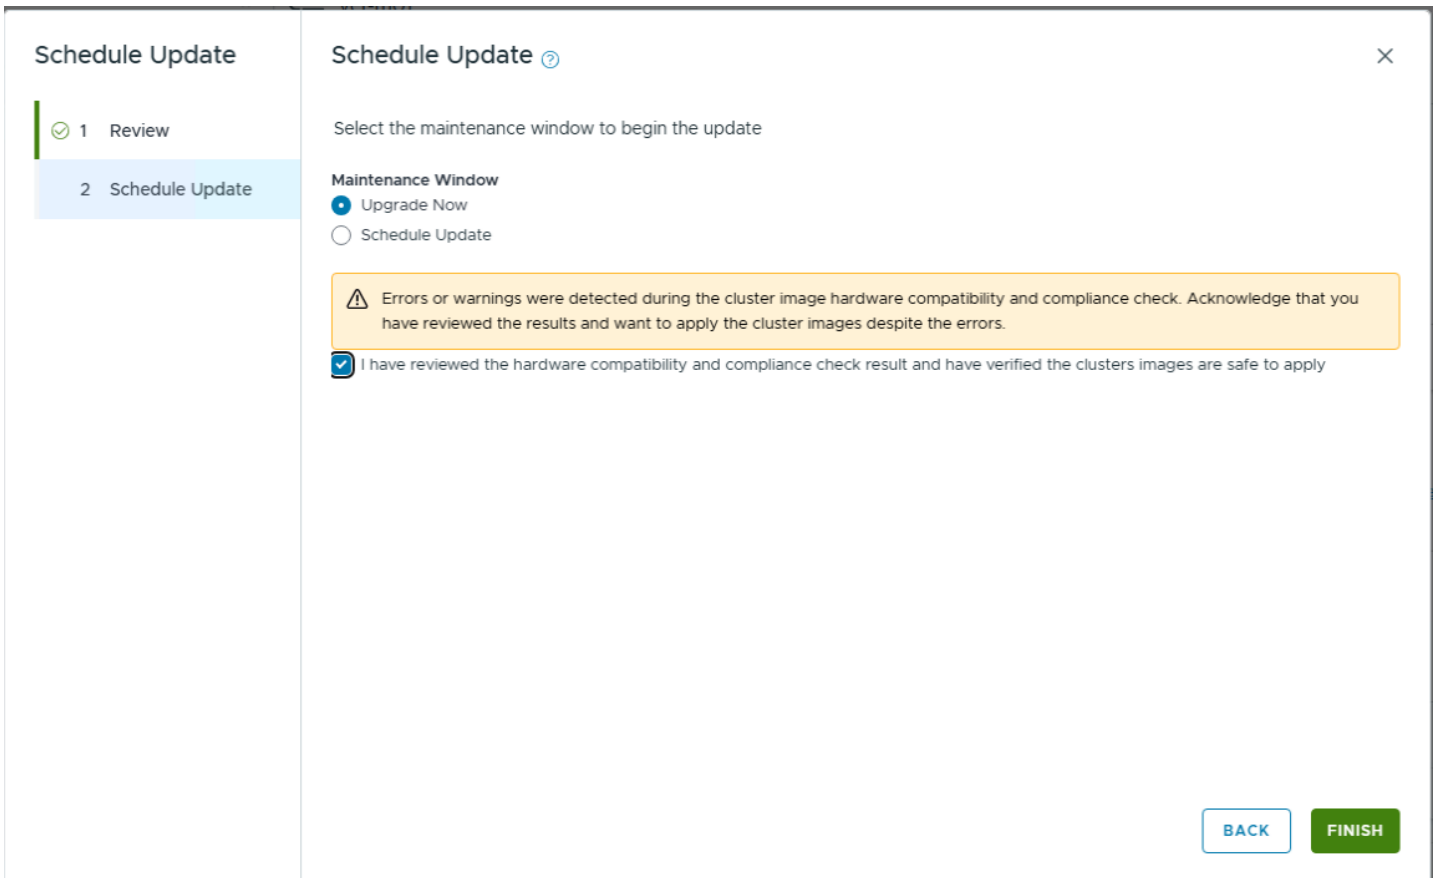 Schedule Update
1 Review
2 Schedule Update
Schedule Update
Select the maintenance window to begin the update
Maintenance Window
Upgrade Now
Schedule Update
Errors or warnings were detected during the cluster image hardware compatibility and compliance check. Acknowledge that you
have reviewed the results and want to apply the cluster images despite the errors.
I have reviewed the hardware compatibility and compliance check result and have verified the clusters images are safe to apply
BACK
FINISH